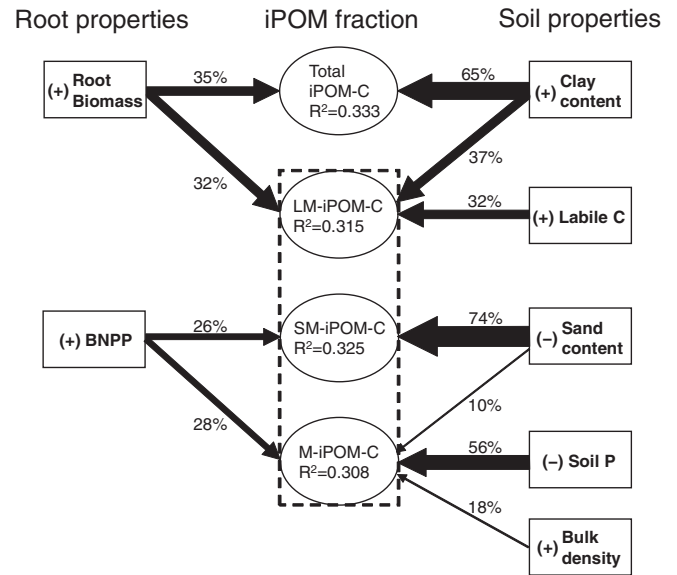 Root properties
iPOM fraction
Soil properties
(+) Root
Biomass
35%
Total
iPOM-C
R²=0.333
65%
(+) Clay
content
32%
37%
LM-iPOM-C
R²=0.315
32%
(+) Labile C
(+) BNPP
26%
SM-iPOM-C
R²=0.325
74%
(−) Sand
content
28%
10%
M-iPOM-C
R²=0.308
56%
(−) Soil P
18%
(+) Bulk
density